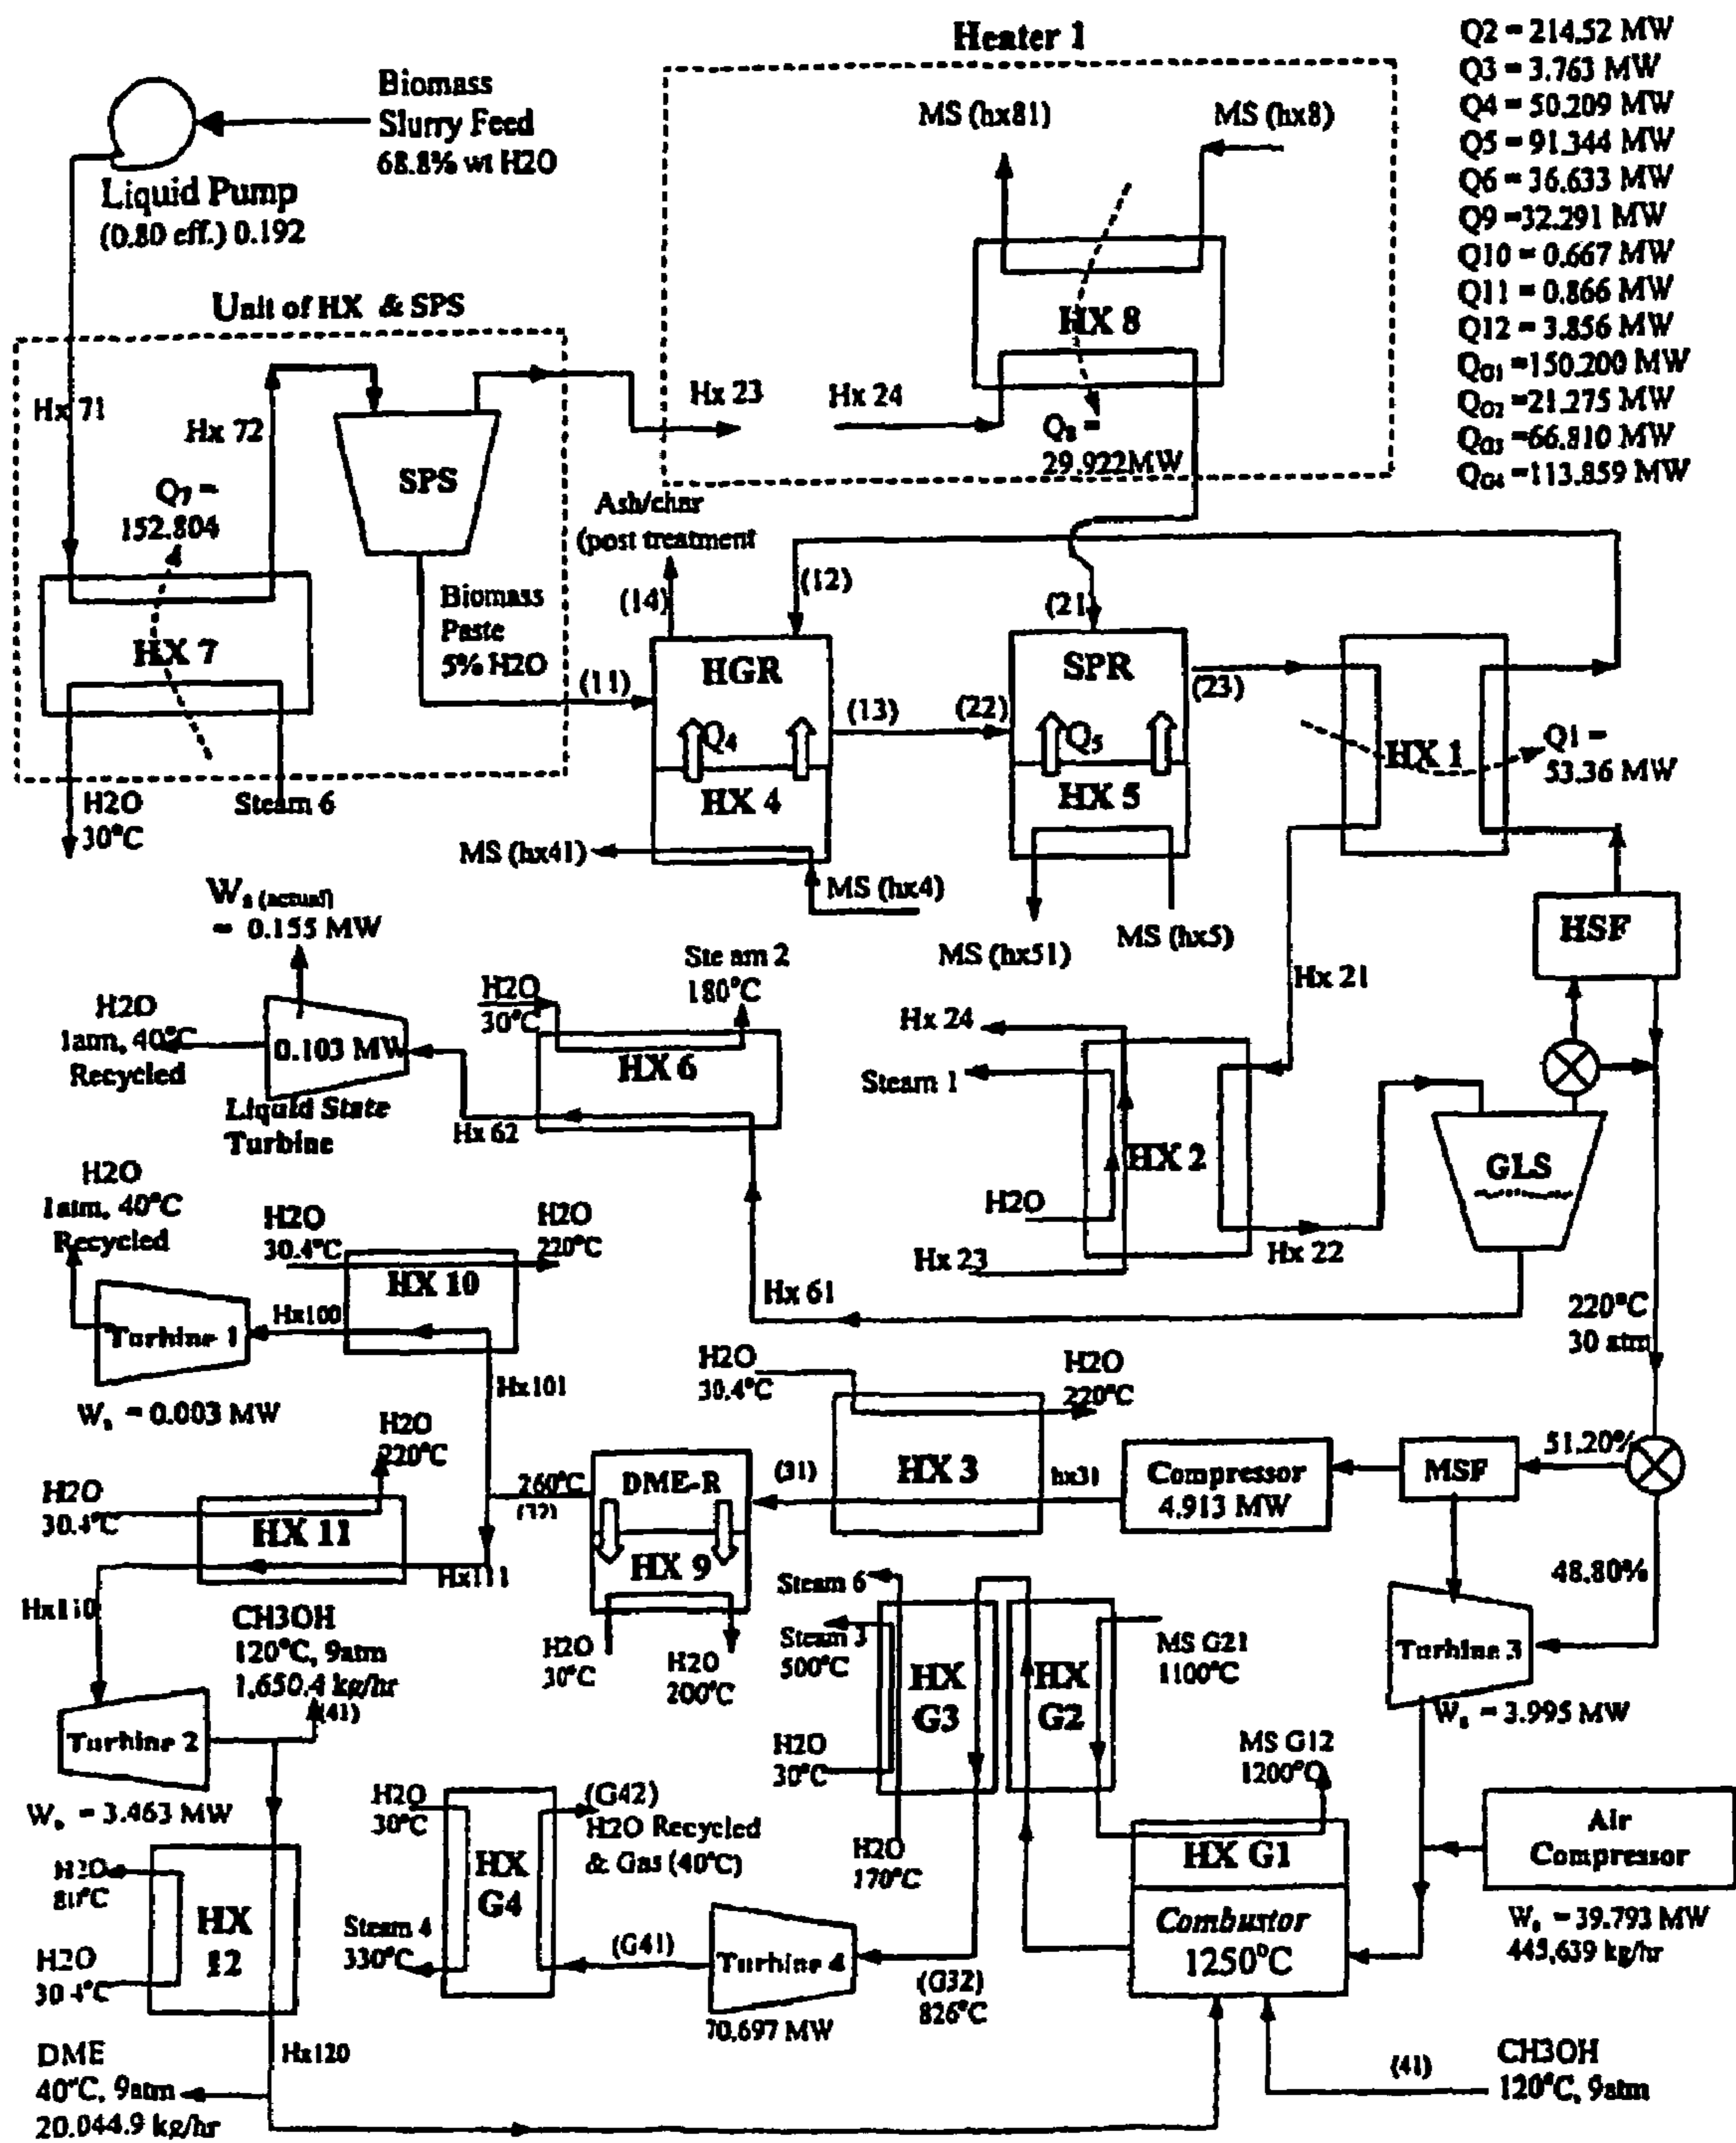 Heater 1
Q2 = 214.52 MW
Q3 = 3.763 MW
Q4 = 50.209 MW
Q5 = 91.344 MW
Q6 = 36.633 MW
Q9 =32.291 MW
Q10 = 0.667 MW
Q11 = 0.866 MW
Q12 = 3.856 MW
QG1 =150.200 MW
QG2 =21.275 MW
QG3 =66.810 MW
QG4 =113.859 MW
Biomass
Slurry Feed
68.8% wt H2O
Liquid Pump
(0.80 eff.) 0.192
MS (hx81)
MS (hx8)
HX 8
Q8 =
29.922MW
Unit of HX & SPS
Hx 71
Hx 72
SPS
Hx 23
Hx 24
Q7 =
152.804
HX 7
Biomass
Paste
5% H2O
H2O
30°C
Steam 6
Ash/char
(post treatment
(14)
(12)
(11)
HGR
Q4
HX 4
(13)
(22)
(21
SPR
Q5
HX 5
(23)
HX 1
Q1 =
53.36 MW
MS (hx41)
MS (hx4)
MS (hx51)
MS (hx5)
HSF
Hx 21
Ws (actual)
= 0.155 MW
H2O
1atm, 40°C
Recycled
0.103 MW
Liquid State
Turbine
H2O
30°C
Ste am 2
180°C
HX 6
Hx 62
Hx 24
Steam 1
HX 2
H2O
Hx 23
Hx 22
GLS
Hx 61
220°C
30 atm
H2O
1atm, 40°C
Recycled
H2O
30.4°C
H2O
220°C
HX 10
Hx100
Turbine 1
Ws = 0.003 MW
Hx101
H2O
30.4°C
H2O
220°C
HX 3
(31)
hx31
Compressor
4.913 MW
MSF
51.20%
48.80%
H2O
220°C
H2O
30.4°C
HX 11
Hx111
Hx110
260°C
(32)
DME-R
HX 9
H2O
30°C
H2O
200°C
CH3OH
120°C, 9atm
1,650.4 kg/hr
(41)
Turbine 2
Ws = 3.463 MW
Steam 6
Steam 3
500°C
HX
G3
HX
G2
MS G21
1100°C
H2O
30°C
H2O
170°C
Turbine 3
Ws = 3.995 MW
MS G12
1200°C
HX G1
Combustor
1250°C
Air
Compressor
Ws = 39.793 MW
445,639 kg/hr
H2O
30°C
HX
G4
(G42)
H2O Recycled
& Gas (40°C)
Steam 4
330°C
(G41)
Turbine 4
70,697 MW
(G32)
826°C
H2O
81°C
HX
12
H2O
30.4°C
Hx120
DME
40°C, 9atm
20,044.9 kg/hr
(41)
CH3OH
120°C, 9atm